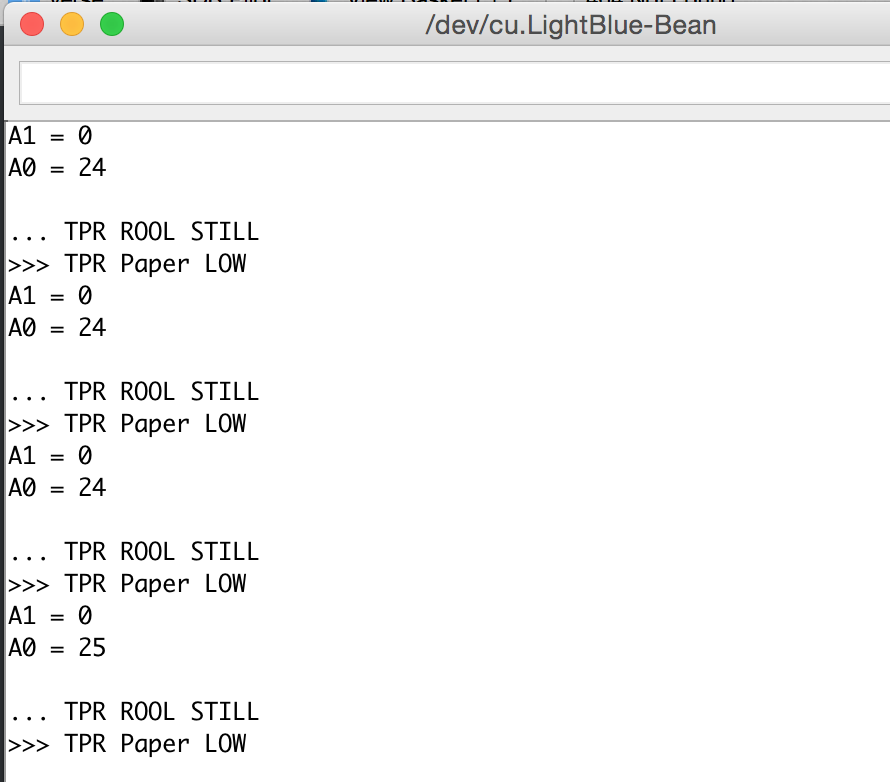 /dev/cu.LightBlue-Bean
A1 = 0
A0 = 24
... TPR ROOL STILL
>>> TPR Paper LOW
A1 = 0
A0 = 24
... TPR ROOL STILL
>>> TPR Paper LOW
A1 = 0
A0 = 24
... TPR ROOL STILL
>>> TPR Paper LOW
A1 = 0
A0 = 25
... TPR ROOL STILL
>>> TPR Paper LOW